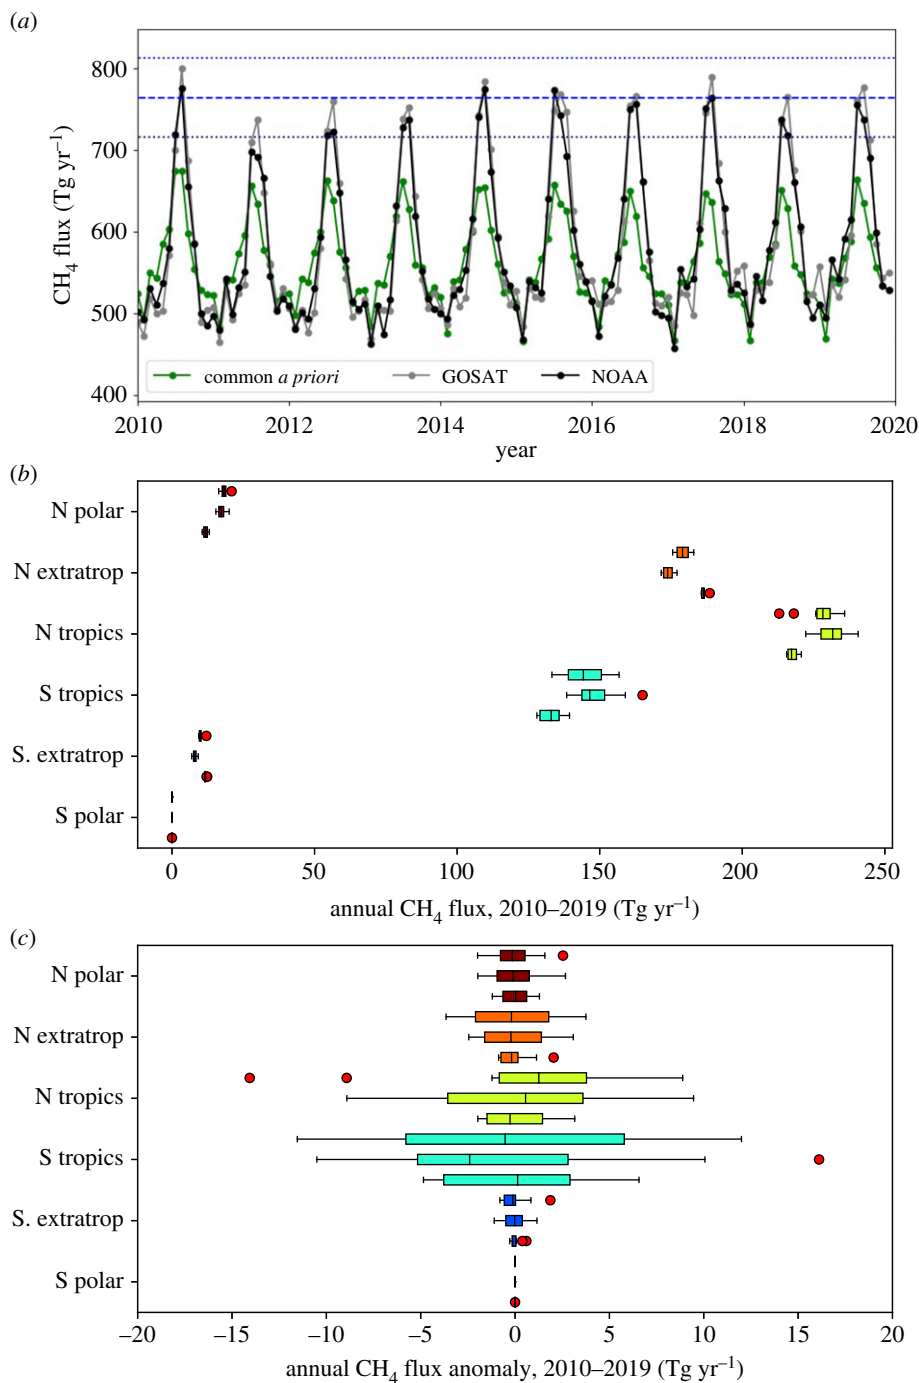 (a)
800
700
600
500
400
CH4 flux (Tg yr−1)
common a priori GOSAT NOAA
2010 2012 2014 2016 2018 2020
year
(b)
N polar
N extratrop
N tropics
S tropics
S. extratrop
S polar
0 50 100 150 200 250
annual CH4 flux, 2010–2019 (Tg yr−1)
(c)
N polar
N extratrop
N tropics
S tropics
S. extratrop
S polar
−20 −15 −10 −5 0 5 10 15 20
annual CH4 flux anomaly, 2010–2019 (Tg yr−1)